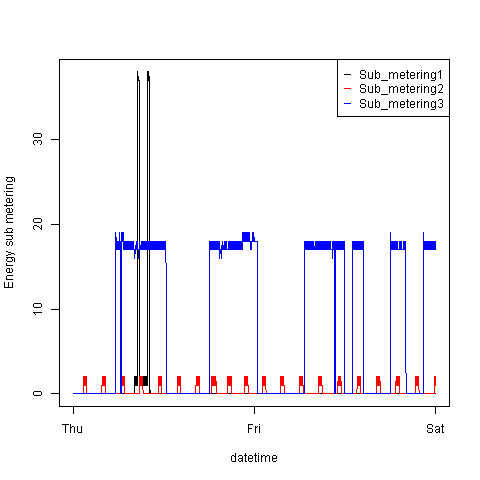 Sub_metering1
Sub_metering2
Sub_metering3
Energy sub metering
30
20
10
0
Thu
Fri
Sat
datetime